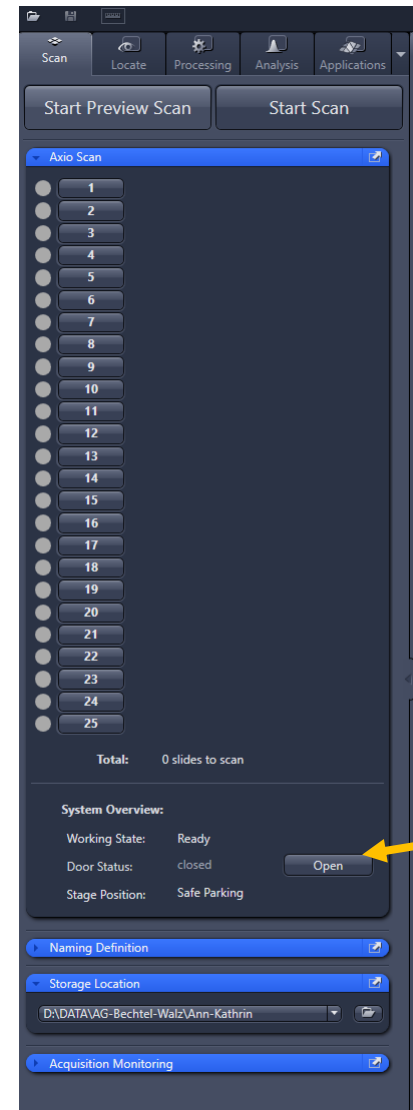 Scan Locate Processing Analysis Applications
Start Preview Scan Start Scan
Axio Scan
1
2
3
4
5
6
7
8
9
10
11
12
13
14
15
16
17
18
19
20
21
22
23
24
25
Total: 0 slides to scan
System Overview:
Working State: Ready
Door Status: closed Open
Stage Position: Safe Parking
Naming Definition
Storage Location
D:\DATA\AG-Bechtel-Walz\Ann-Kathrin
Acquisition Monitoring